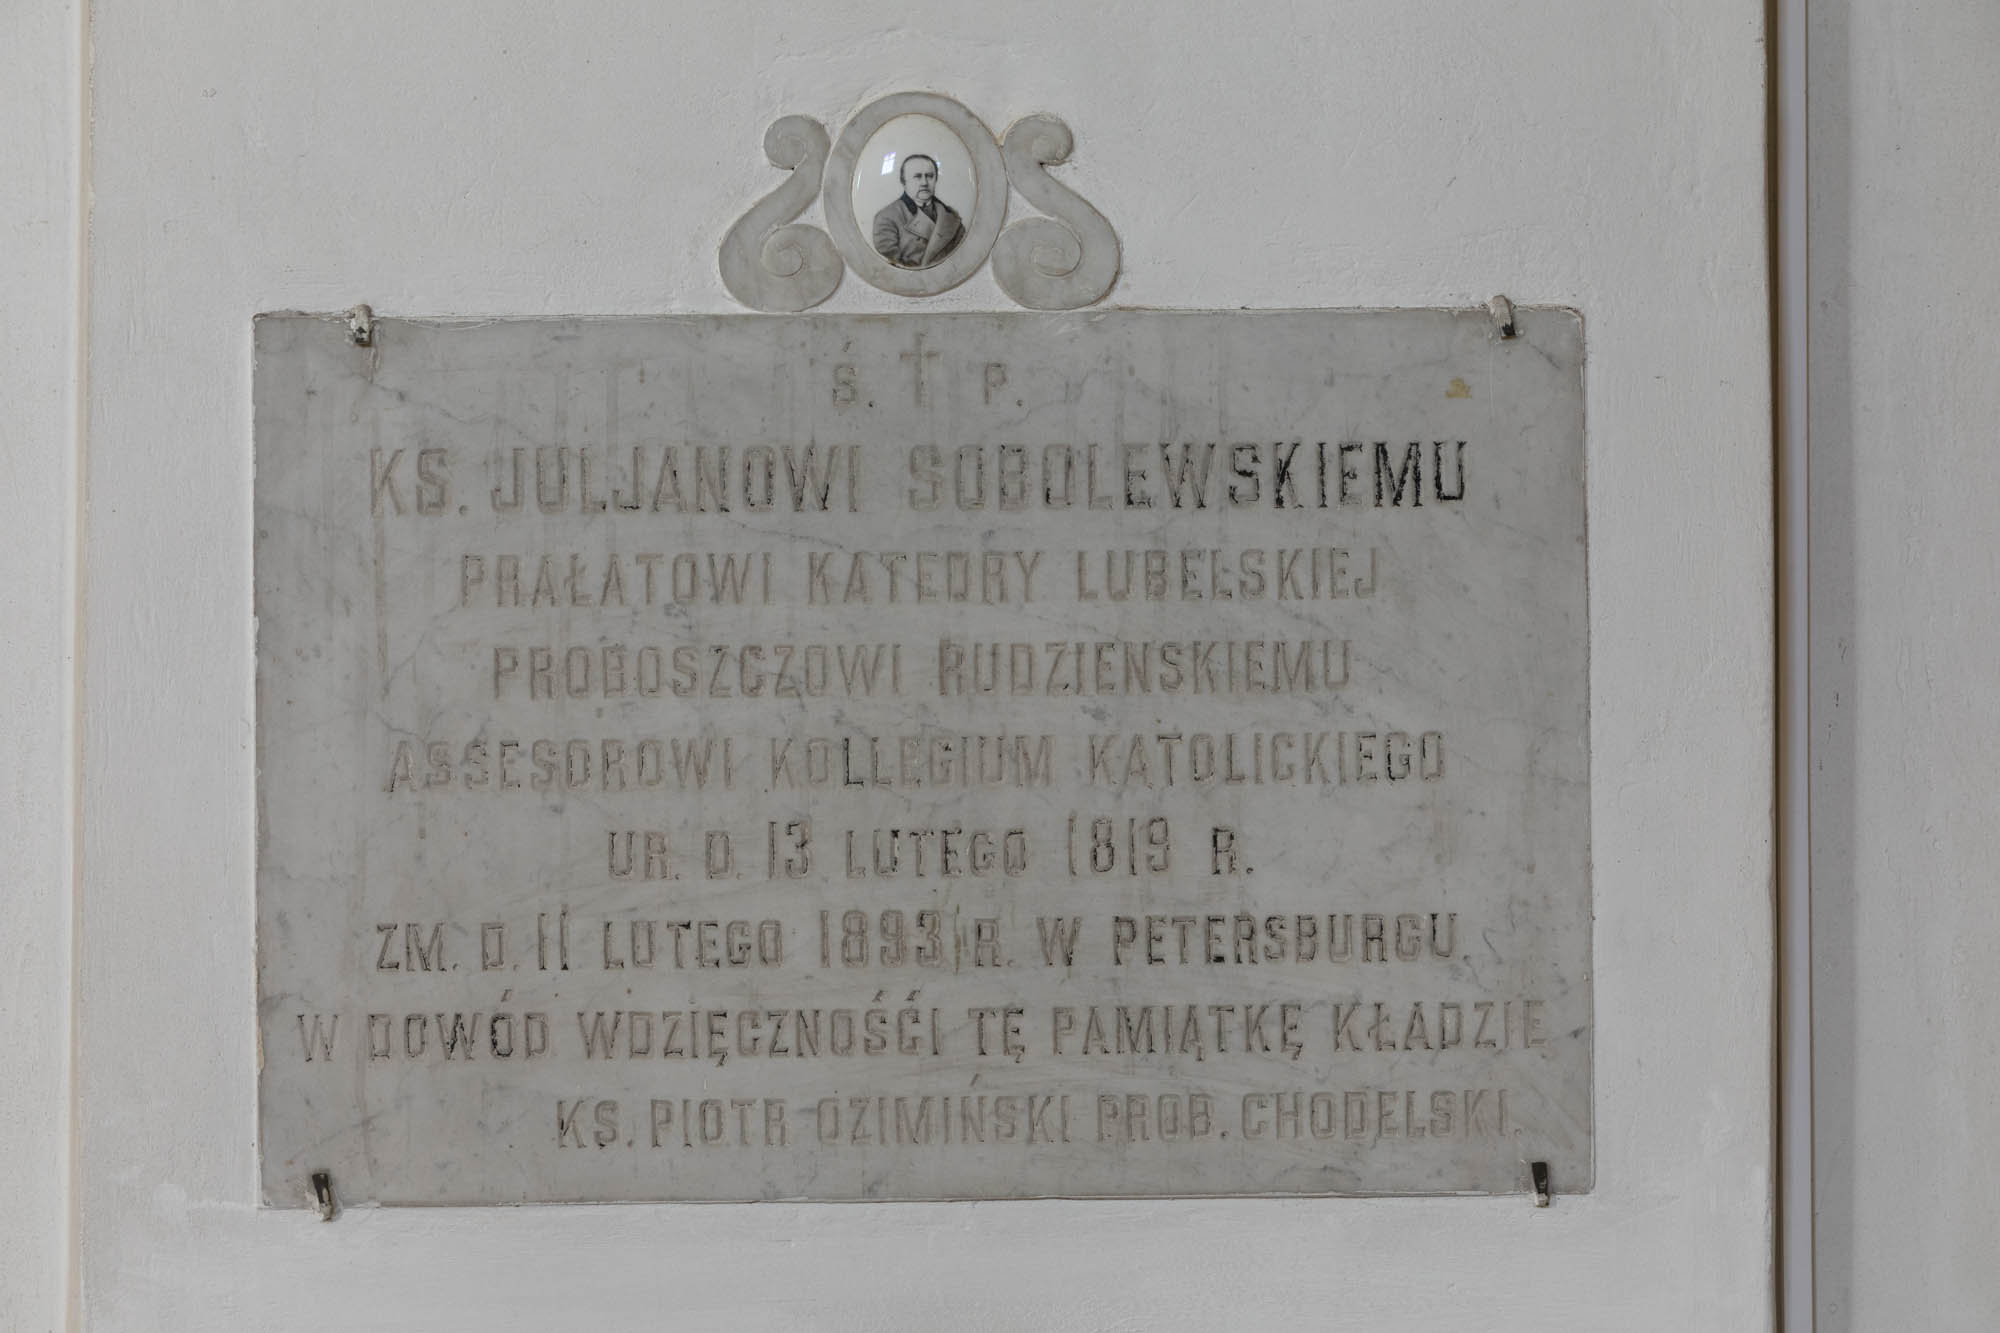 Ś. † P.
KS. JULJANOWI SOBOLEWSKIEMU
PRAŁATOWI KATEDRY LUBELSKIEJ
PROBOSZCZOWI RUDZIENSKIEMU
ASSESOROWI KOLLEGIUM KATOLICKIEGO
UR. D. 13 LUTEGO 1819 R.
ZM. D. 11 LUTEGO 1893 R. W PETERSBURGU.
W DOWÓD WDZIĘCZNOŚĆI TĘ PAMIĄTKĘ KŁADZIE
KS. PIOTR OZIMIŃSKI PROB. CHODELSKI.